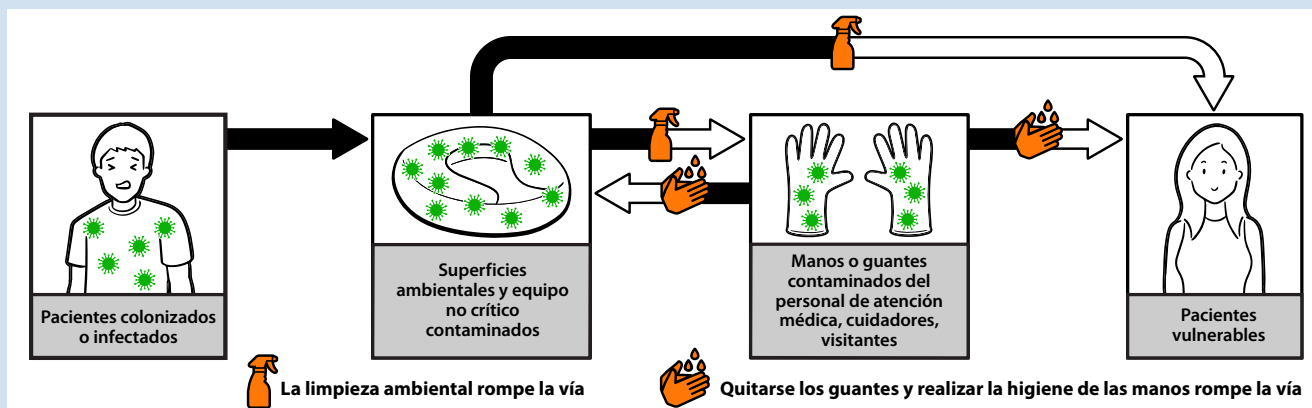 Pacientes colonizados
o infectados
Superficies
ambientales y equipo
no crítico
contaminados
Manos o guantes
contaminados del
personal de atención
médica, cuidadores,
visitantes
Pacientes
vulnerables
La limpieza ambiental rompe la vía
Quitarse los guantes y realizar la higiene de las manos rompe la vía